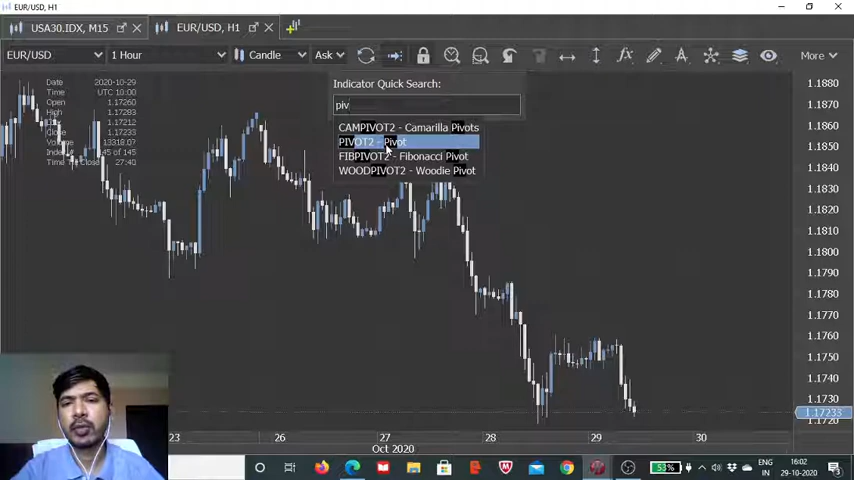 EUR/USD, H1
USA30.IDX, M15
EUR/USD, H1
EUR/USD
1 Hour
Candle
Ask
More
Indicator Quick Search:
piv
CAMPIVOT2 - Camarilla Pivots
PIVOT2 - Pivot
FIBPIVOT2 - Fibonacci Pivot
WOODPIVOT2 - Woodie Pivot
Date 2020-10-29
Time UTC 10:00
Open 1.17260
High 1.17293
1.17212
1.17233
13318.07
145 of 145
27:40
1.1880
1.1870
1.1860
1.1850
1.1840
1.1830
1.1820
1.1810
1.1800
1.1790
1.1780
1.1770
1.1760
1.1750
1.1740
1.1730
1.17233
1.1720
23 26 27 28 29 30
Oct 2020
53%
ENG
IN
16:02
29-10-2020
3